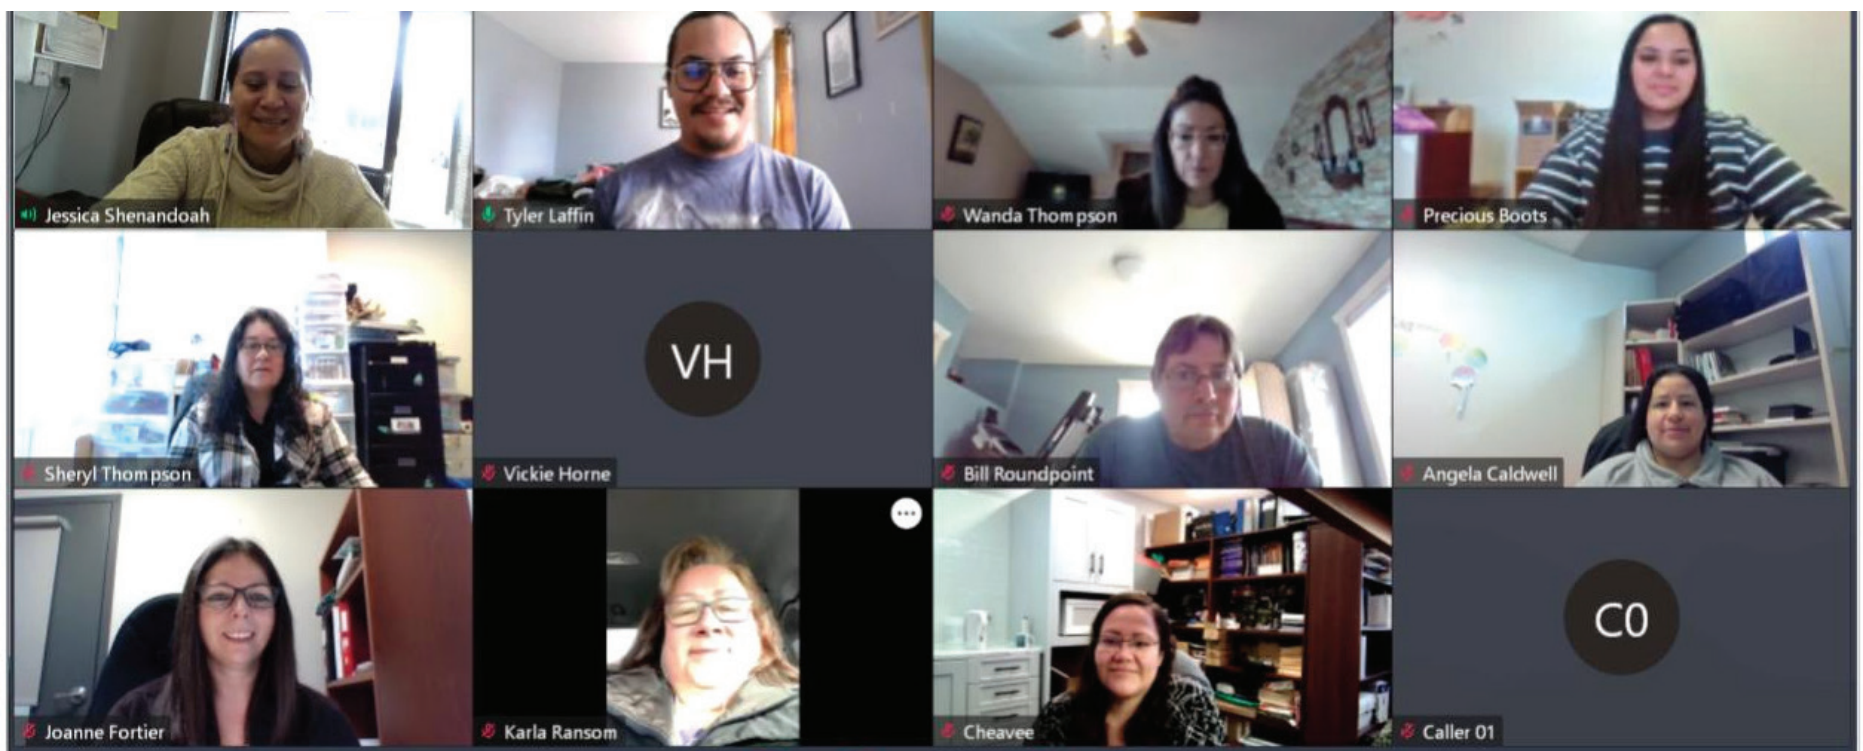 Jessica Shenandoah
Tyler Laffin
Wanda Thompson
Precious Boots
Sheryl Thompson
VH
Vickie Horne
Bill Roundpoint
Angela Caldwell
Joanne Fortier
Karla Ransom
Cheavee
C0
Caller 01